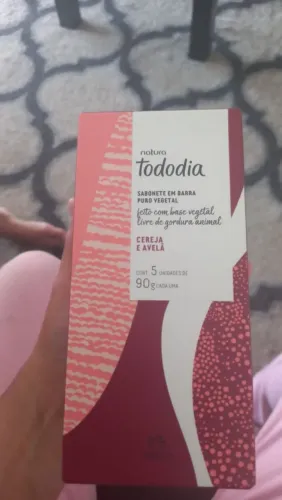 natura
tododia
SABONETE EM BARRA
PURO VEGETAL
feito com base vegetal
livre de gordura animal
CEREJA
E AVELÃ
CONT. 5 UNIDADES DE
90g CADA UMA